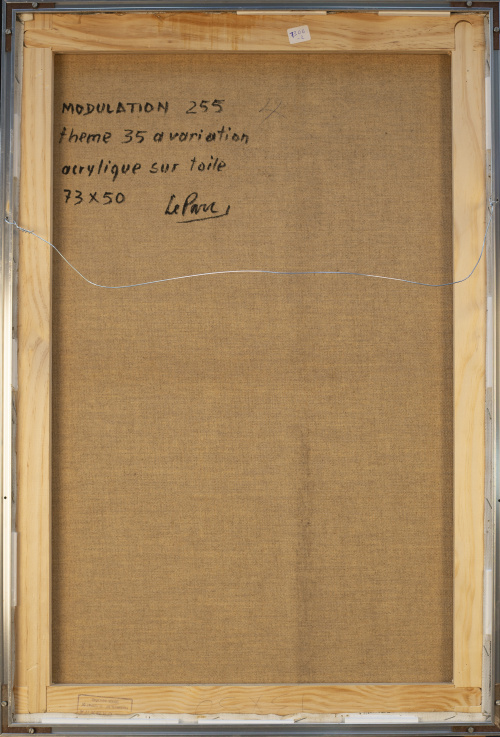 MODULATION 255
theme 35 a variation
acrylique sur toile
73 X 50
Le Parc